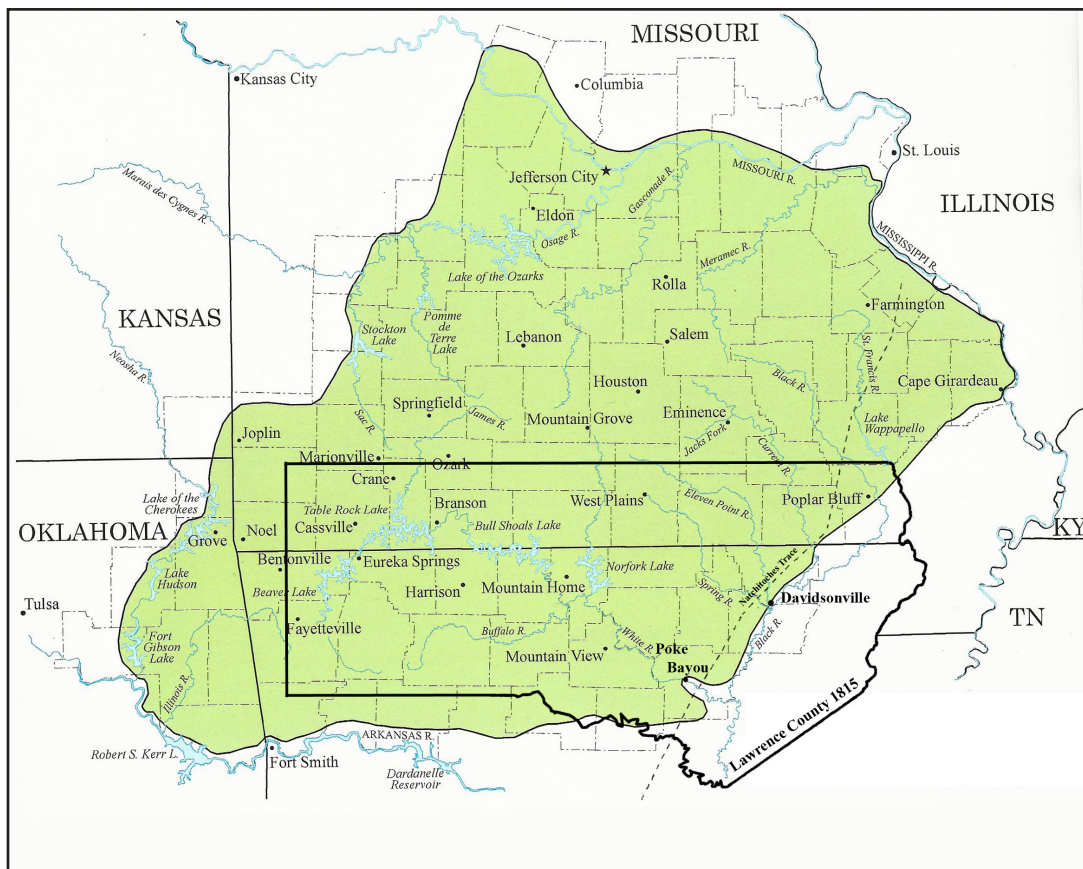 MISSOURI
Kansas City
Columbia
St. Louis
Jefferson City
MISSOURI R.
Gasconade R.
Marais des Cygnes R.
ILLINOIS
Eldon
Osage R.
MISSISSIPPI R.
Meramec R.
Lake of the Ozarks
Rolla
Farmington
KANSAS
Stockton
Lake
Pomme
de
Terre
Lake
Lebanon
Salem
St. Francis R.
Neosha R.
Houston
Black R.
Cape Girardeau
Springfield
James R.
Mountain Grove
Eminence
Lake
Wappapello
Sac R.
Jacks Fork
Current R.
Joplin
Marionville
Ozark
Crane
Lake of the
Cherokees
Table Rock Lake
Branson
West Plains
Eleven Point R.
Poplar Bluff
OKLAHOMA
Grove
Noel
Cassville
Bull Shoals Lake
KY
Bentonville
Eureka Springs
Natchitoches Trace
Lake
Hudson
Beaver Lake
Harrison
Mountain Home
Norfork Lake
Spring R.
Davidsonville
Tulsa
TN
Fayetteville
Buffalo R.
White R.
Black R.
Fort
Gibson
Lake
Mountain View
Poke
Bayou
Illinois R.
Lawrence County 1815
ARKANSAS R.
Robert S. Kerr L.
Fort Smith
Dardanelle
Reservoir